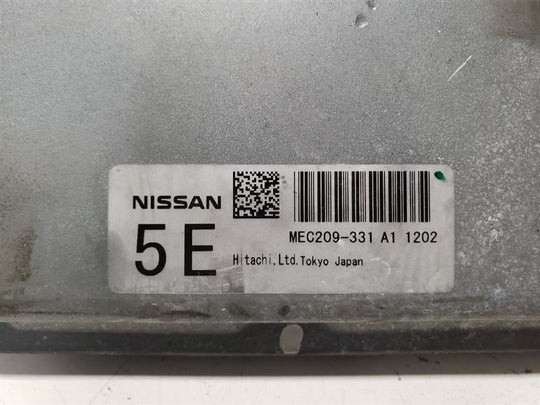 NISSAN
5E
MEC209-331 A1 1202
Hitachi,Ltd.Tokyo Japan